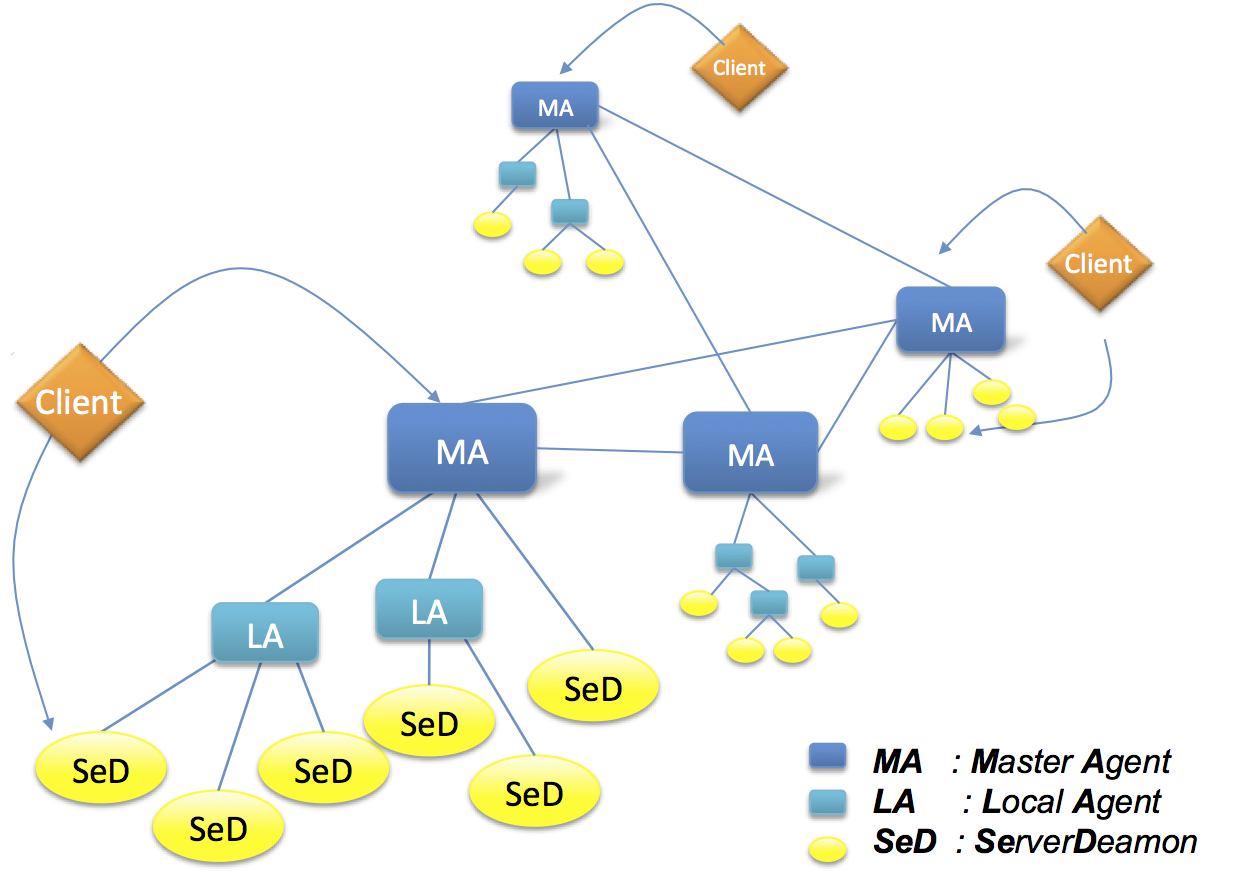 Client
MA
Client
MA
Client
MA
MA
LA
LA
SeD
SeD
SeD
SeD
SeD
SeD
MA : Master Agent
LA : Local Agent
SeD : ServerDeamon